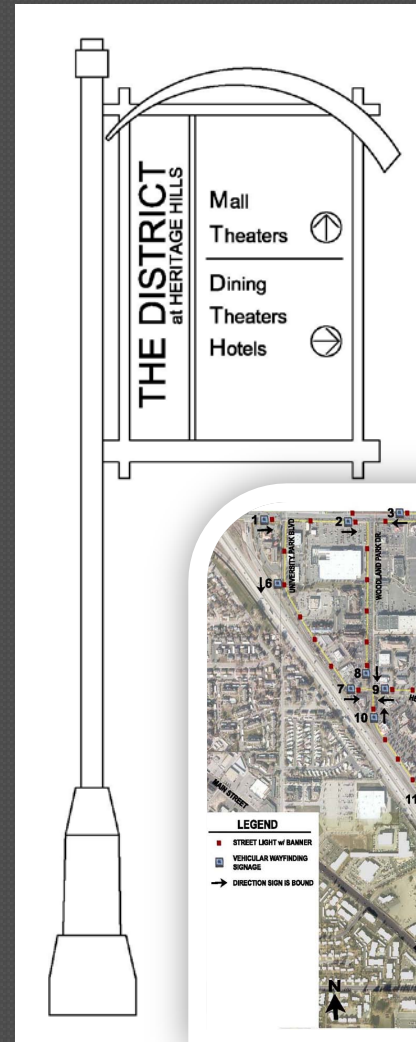 THE DISTRICT
at HERITAGE HILLS
Mall
Theaters
Dining
Theaters
Hotels
1
2
3
UNIVERSITY PARK BLVD
WOODLAND PARK DR.
6
8
7
9
10
11
MAIN STREET
LEGEND
STREET LIGHT w/ BANNER
VEHICULAR WAYFINDING
SIGNAGE
DIRECTION SIGN IS BOUND
N